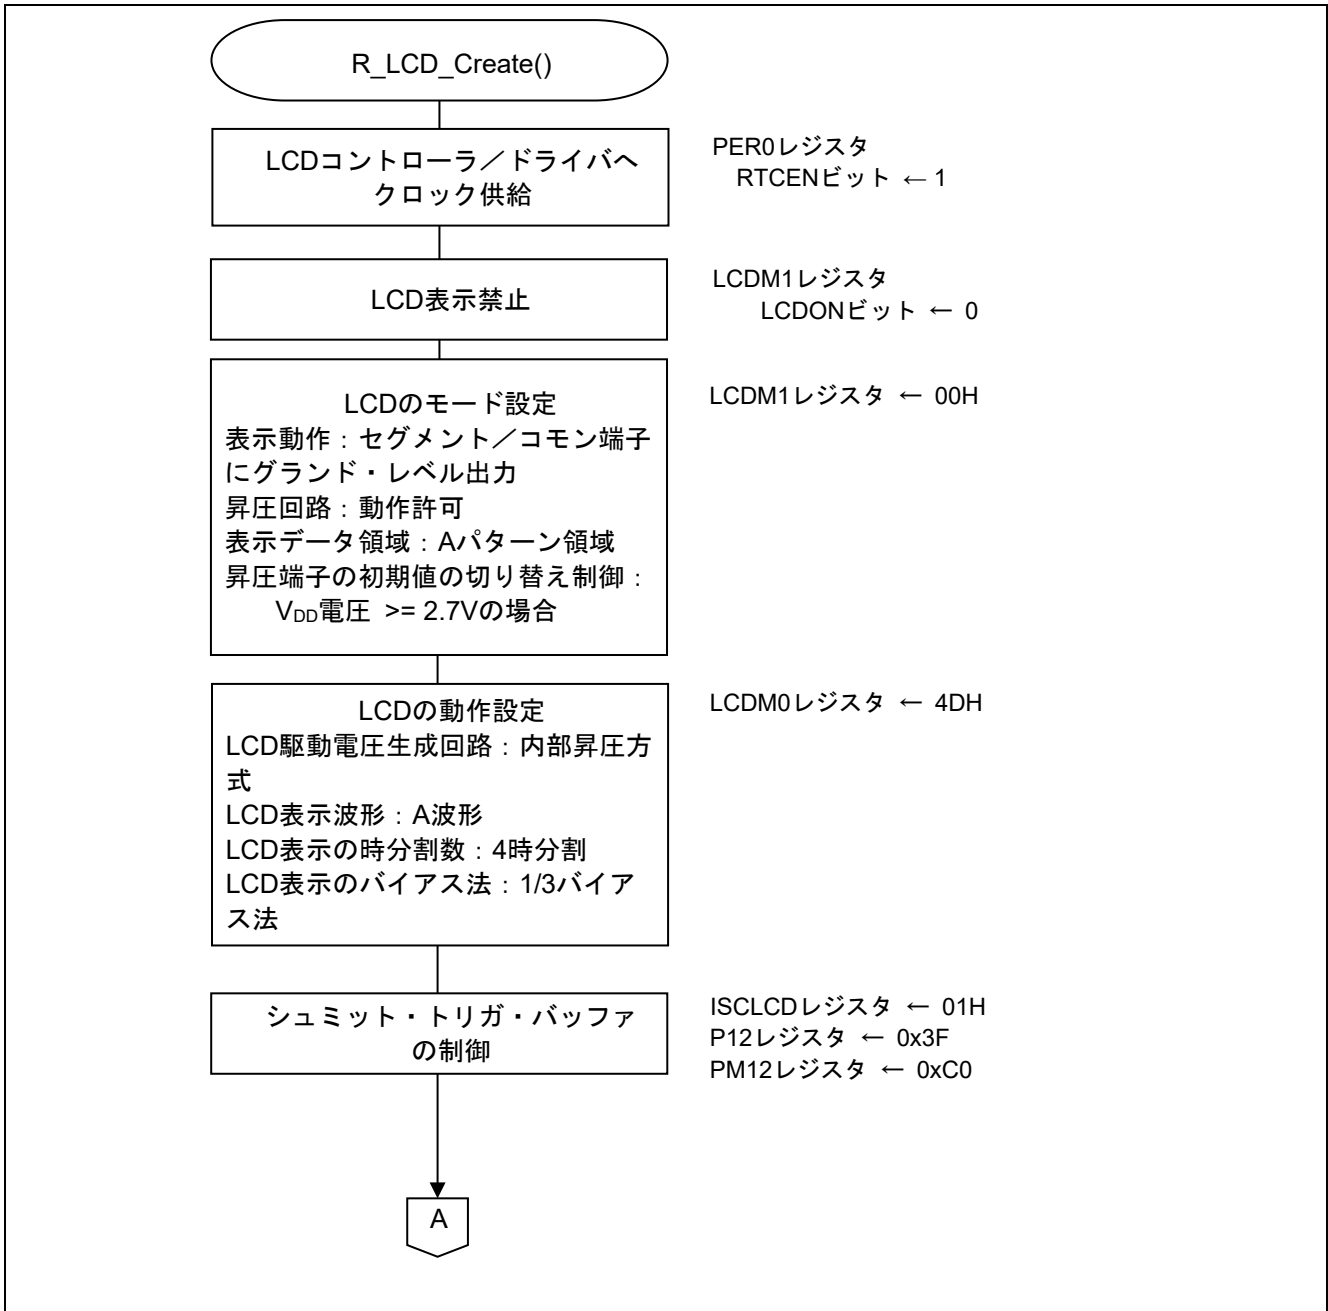 R_LCD_Create()
LCDコントローラ／ドライバへ
クロック供給
PER0レジスタ
RTCENビット ← 1
LCD表示禁止
LCDM1レジスタ
LCDONビット ← 0
LCDのモード設定
表示動作：セグメント／コモン端子
にグランド・レベル出力
昇圧回路：動作許可
表示データ領域：Aパターン領域
昇圧端子の初期値の切り替え制御：
VDD電圧 >= 2.7Vの場合
LCDM1レジスタ ← 00H
LCDの動作設定
LCD駆動電圧生成回路：内部昇圧方
式
LCD表示波形：A波形
LCD表示の時分割数：4時分割
LCD表示のバイアス法：1/3バイア
ス法
LCDM0レジスタ ← 4DH
シュミット・トリガ・バッファ
の制御
ISCLCDレジスタ ← 01H
P12レジスタ ← 0x3F
PM12レジスタ ← 0xC0
A